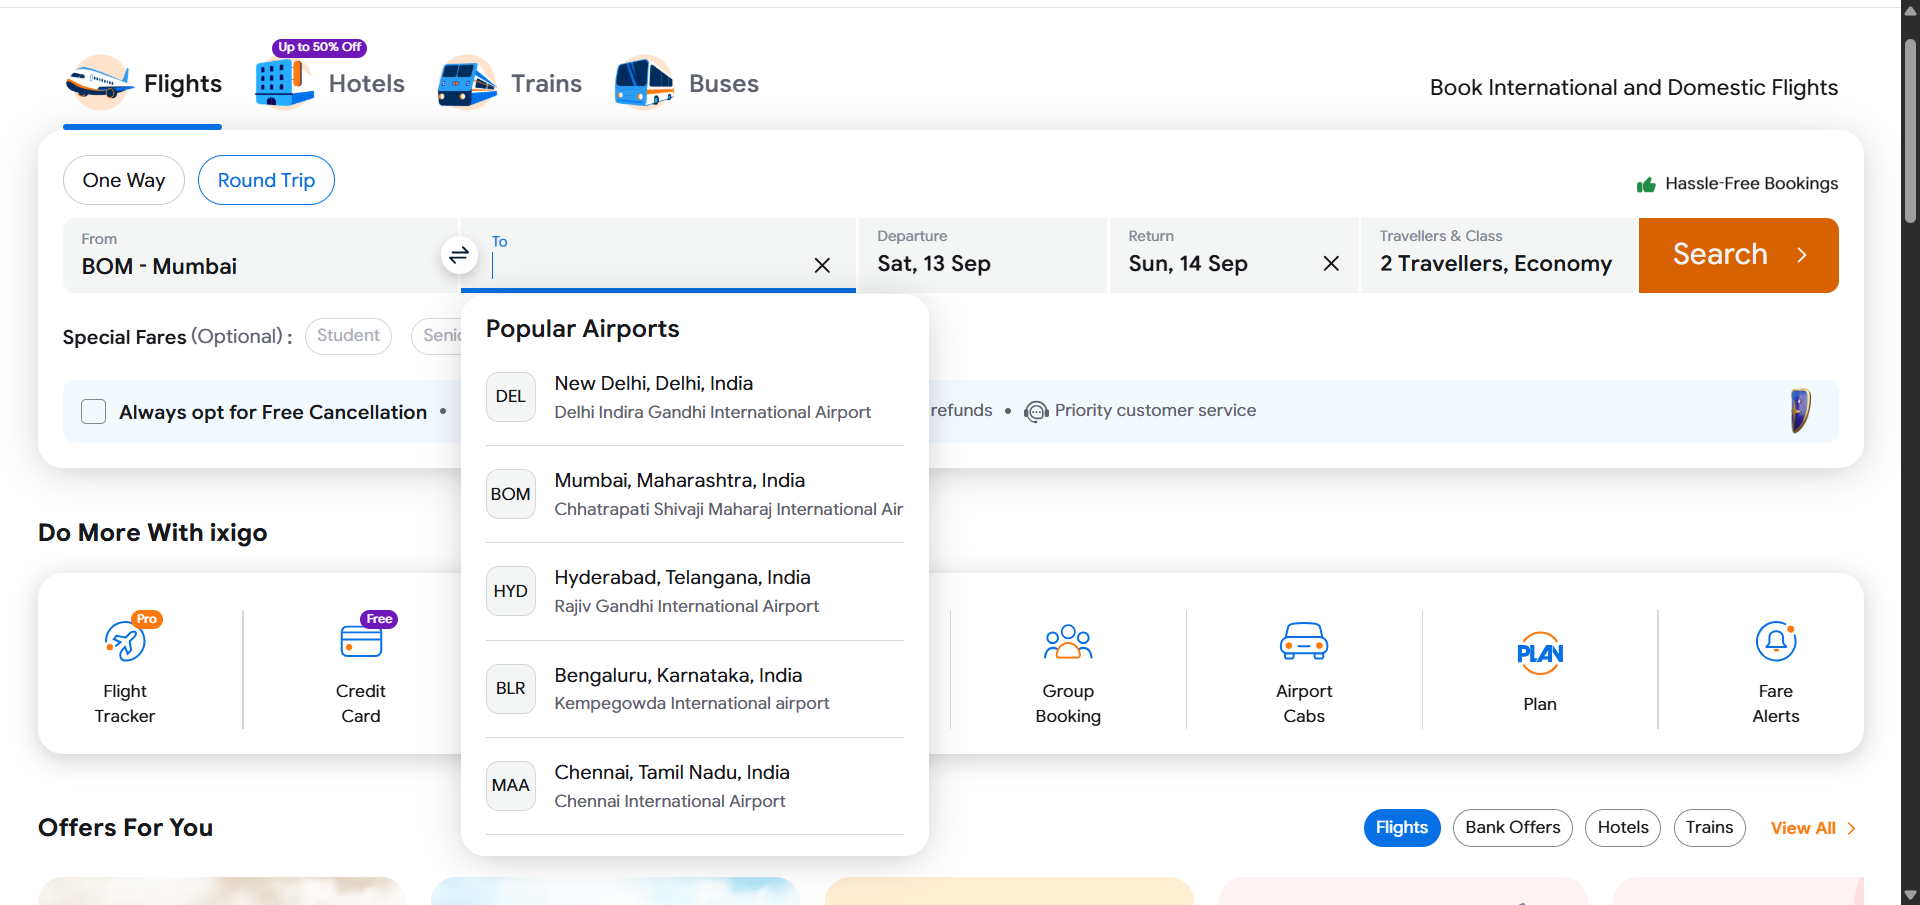 Up to 50% Off
Flights
Hotels
Trains
Buses
Book International and Domestic Flights
One Way
Round Trip
Hassle-Free Bookings
From
BOM - Mumbai
To
Departure
Sat, 13 Sep
Return
Sun, 14 Sep
Travellers & Class
2 Travellers, Economy
Search
Special Fares (Optional) :
Student
Senic
Always opt for Free Cancellation •
refunds • Priority customer service
Popular Airports
DEL
New Delhi, Delhi, India
Delhi Indira Gandhi International Airport
BOM
Mumbai, Maharashtra, India
Chhatrapati Shivaji Maharaj International Air
HYD
Hyderabad, Telangana, India
Rajiv Gandhi International Airport
BLR
Bengaluru, Karnataka, India
Kempegowda International airport
MAA
Chennai, Tamil Nadu, India
Chennai International Airport
Do More With ixigo
Pro
Flight
Tracker
Free
Credit
Card
Group
Booking
Airport
Cabs
PLAN
Plan
Fare
Alerts
Offers For You
Flights
Bank Offers
Hotels
Trains
View All